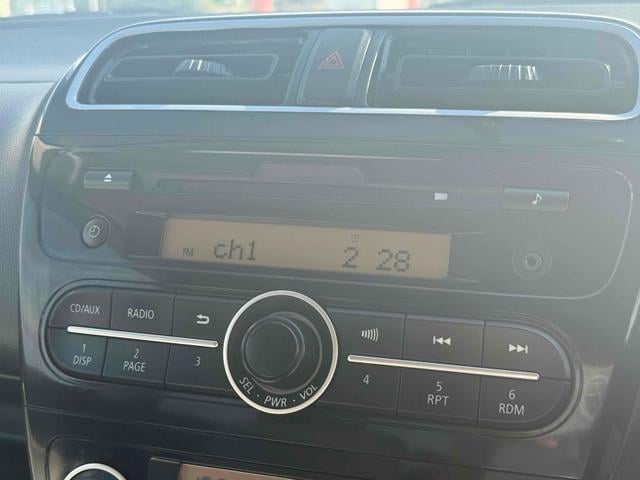 FM ch1 2 28
CD/AUX RADIO
1 DISP
2 PAGE
3
SEL · PWR · VOL
4
5 RPT
6 RDM